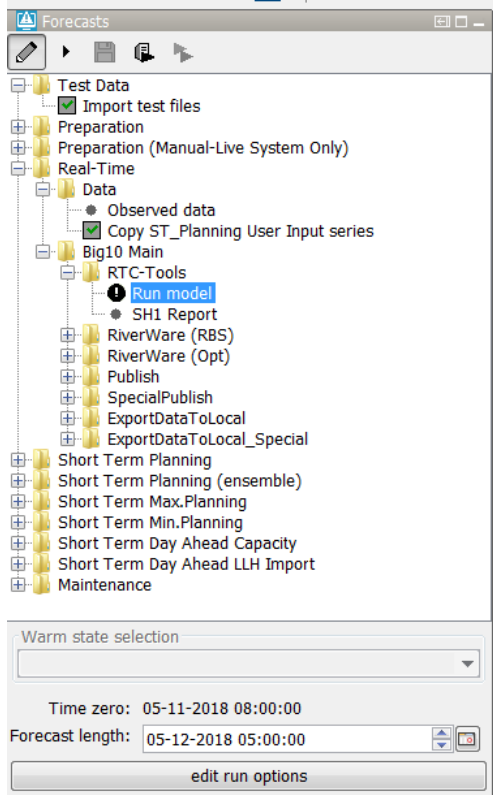 Forecasts
Test Data
Import test files
Preparation
Preparation (Manual-Live System Only)
Real-Time
Data
Observed data
Copy ST_Planning User Input series
Big10 Main
RTC-Tools
Run model
SH1 Report
RiverWare (RBS)
RiverWare (Opt)
Publish
SpecialPublish
ExportDataToLocal
ExportDataToLocal_Special
Short Term Planning
Short Term Planning (ensemble)
Short Term Max.Planning
Short Term Min.Planning
Short Term Day Ahead Capacity
Short Term Day Ahead LLH Import
Maintenance
Warm state selection
Time zero: 05-11-2018 08:00:00
Forecast length: 05-12-2018 05:00:00
edit run options